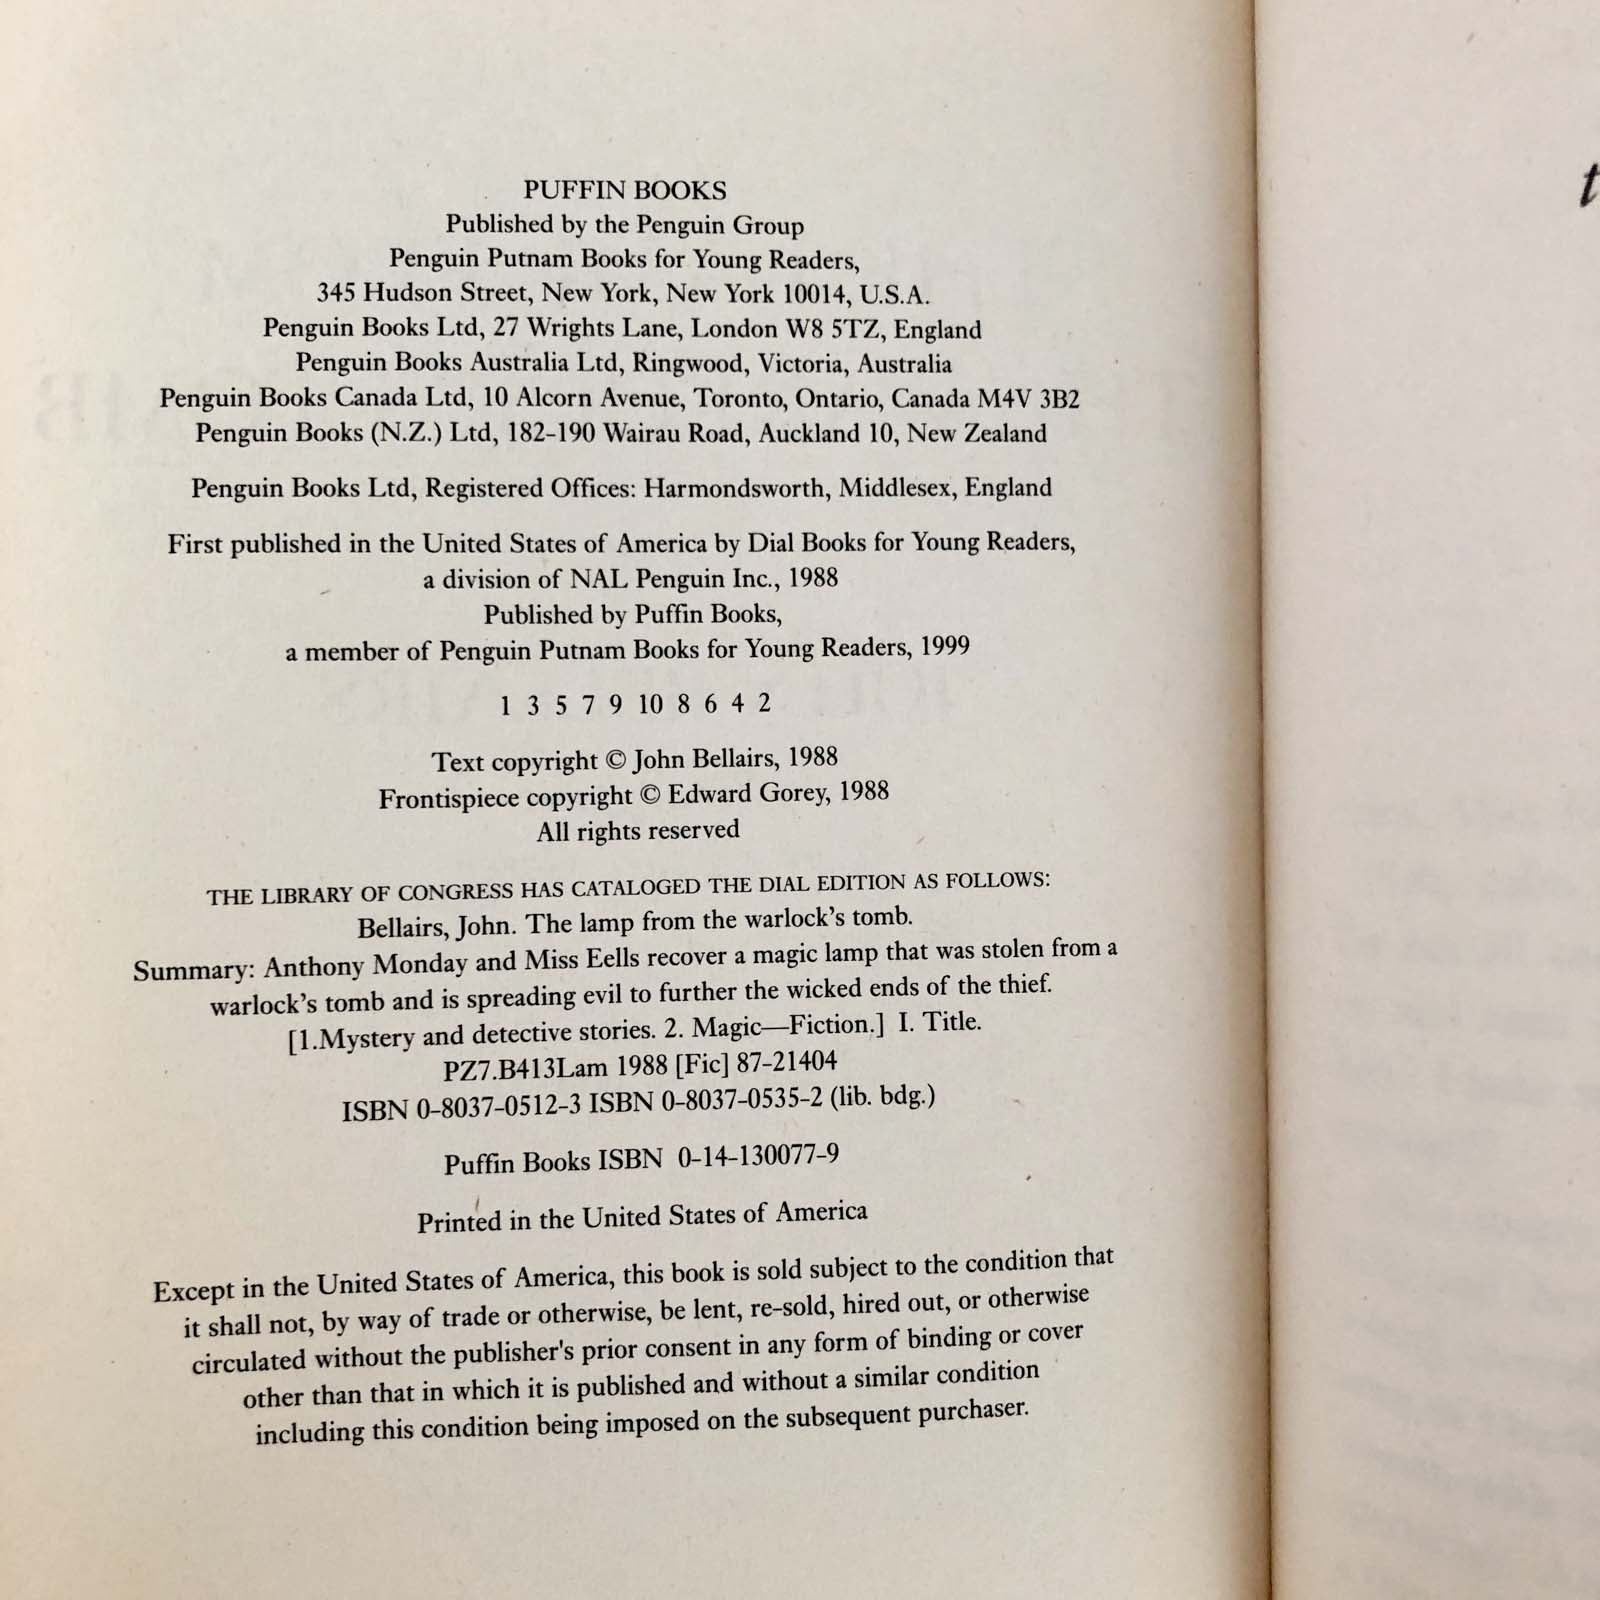 PUFFIN BOOKS
Published by the Penguin Group
Penguin Putnam Books for Young Readers,
345 Hudson Street, New York, New York 10014, U.S.A.
Penguin Books Ltd, 27 Wrights Lane, London W8 5TZ, England
Penguin Books Australia Ltd, Ringwood, Victoria, Australia
Penguin Books Canada Ltd, 10 Alcorn Avenue, Toronto, Ontario, Canada M4V 3B2
Penguin Books (N.Z.) Ltd, 182-190 Wairau Road, Auckland 10, New Zealand
Penguin Books Ltd, Registered Offices: Harmondsworth, Middlesex, England
First published in the United States of America by Dial Books for Young Readers,
a division of NAL Penguin Inc., 1988
Published by Puffin Books,
a member of Penguin Putnam Books for Young Readers, 1999
1 3 5 7 9 10 8 6 4 2
Text copyright © John Bellairs, 1988
Frontispiece copyright © Edward Gorey, 1988
All rights reserved
THE LIBRARY OF CONGRESS HAS CATALOGED THE DIAL EDITION AS FOLLOWS:
Bellairs, John. The lamp from the warlock's tomb.
Summary: Anthony Monday and Miss Eells recover a magic lamp that was stolen from a
warlock's tomb and is spreading evil to further the wicked ends of the thief.
[1.Mystery and detective stories. 2. Magic—Fiction.] I. Title.
PZ7.B413Lam 1988 [Fic] 87-21404
ISBN 0-8037-0512-3 ISBN 0-8037-0535-2 (lib. bdg.)
Puffin Books ISBN 0-14-130077-9
Printed in the United States of America
Except in the United States of America, this book is sold subject to the condition that
it shall not, by way of trade or otherwise, be lent, re-sold, hired out, or otherwise
circulated without the publisher's prior consent in any form of binding or cover
other than that in which it is published and without a similar condition
including this condition being imposed on the subsequent purchaser.
t